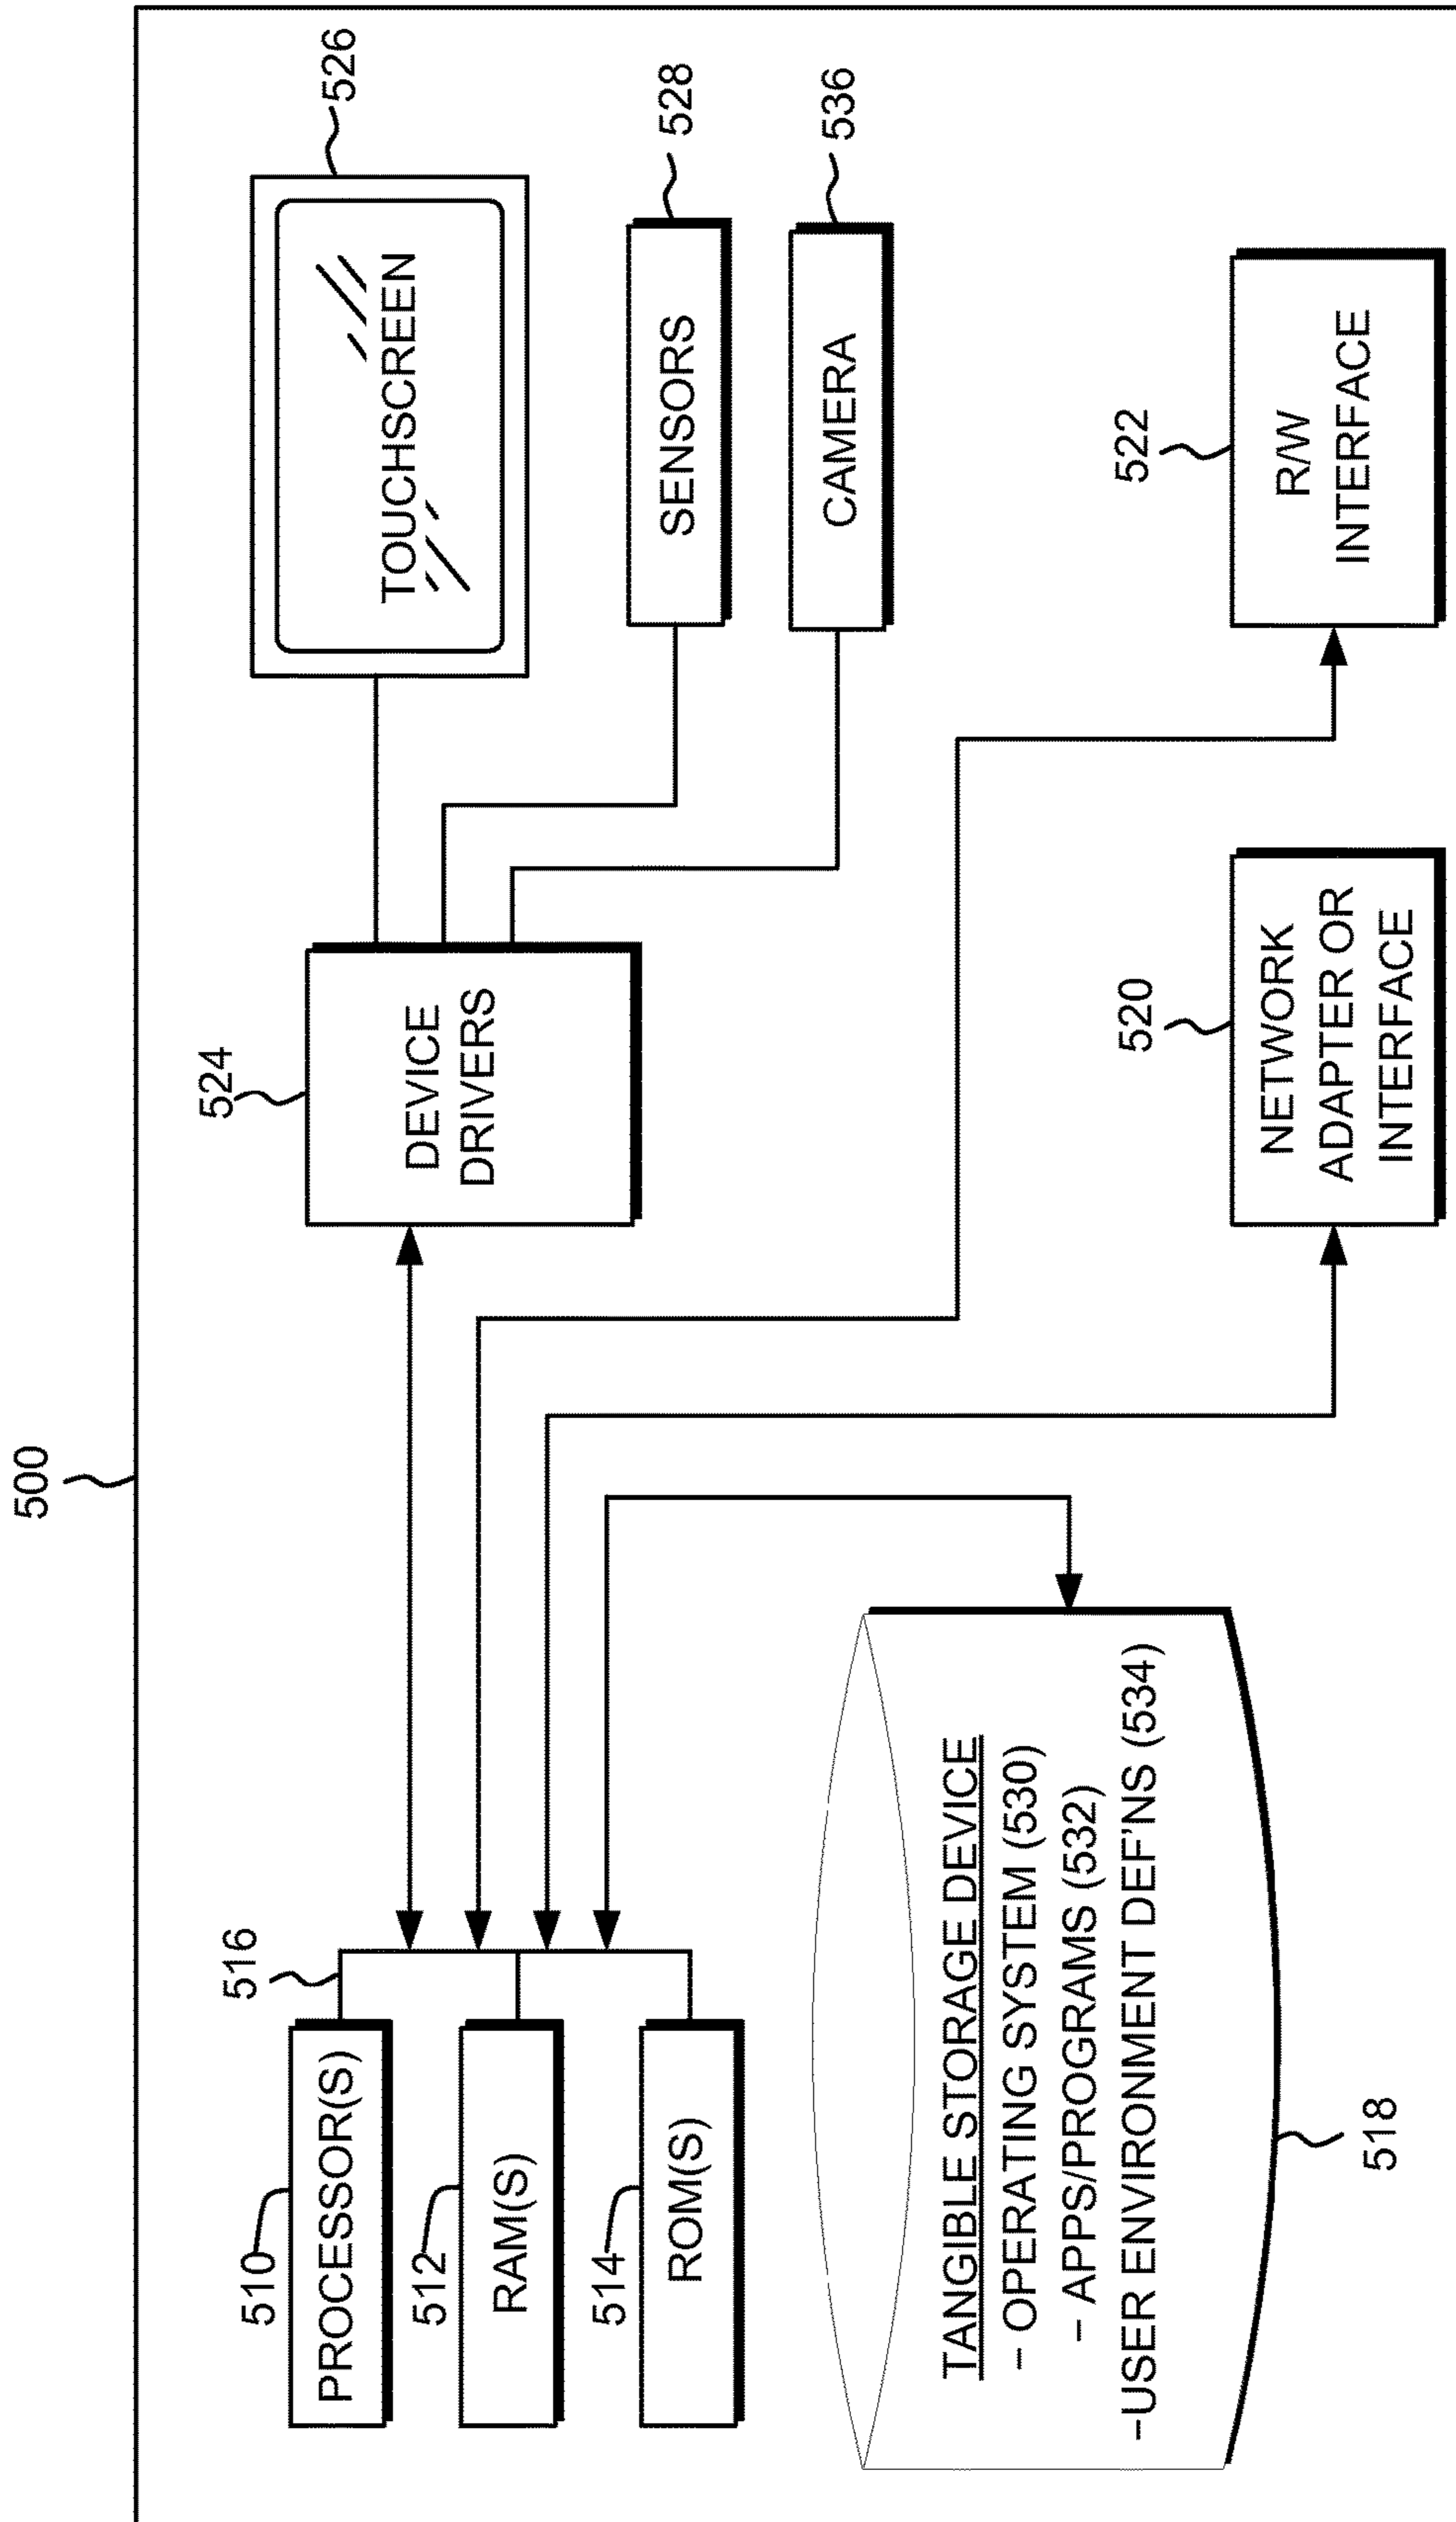 500
510
PROCESSOR(S)
512
RAM(S)
514
ROM(S)
516
524
DEVICE
DRIVERS
526
TOUCHSCREEN
528
SENSORS
536
CAMERA
TANGIBLE STORAGE DEVICE
– OPERATING SYSTEM (530)
– APPS/PROGRAMS (532)
–USER ENVIRONMENT DEF'NS (534)
518
520
NETWORK
ADAPTER OR
INTERFACE
522
R/W
INTERFACE